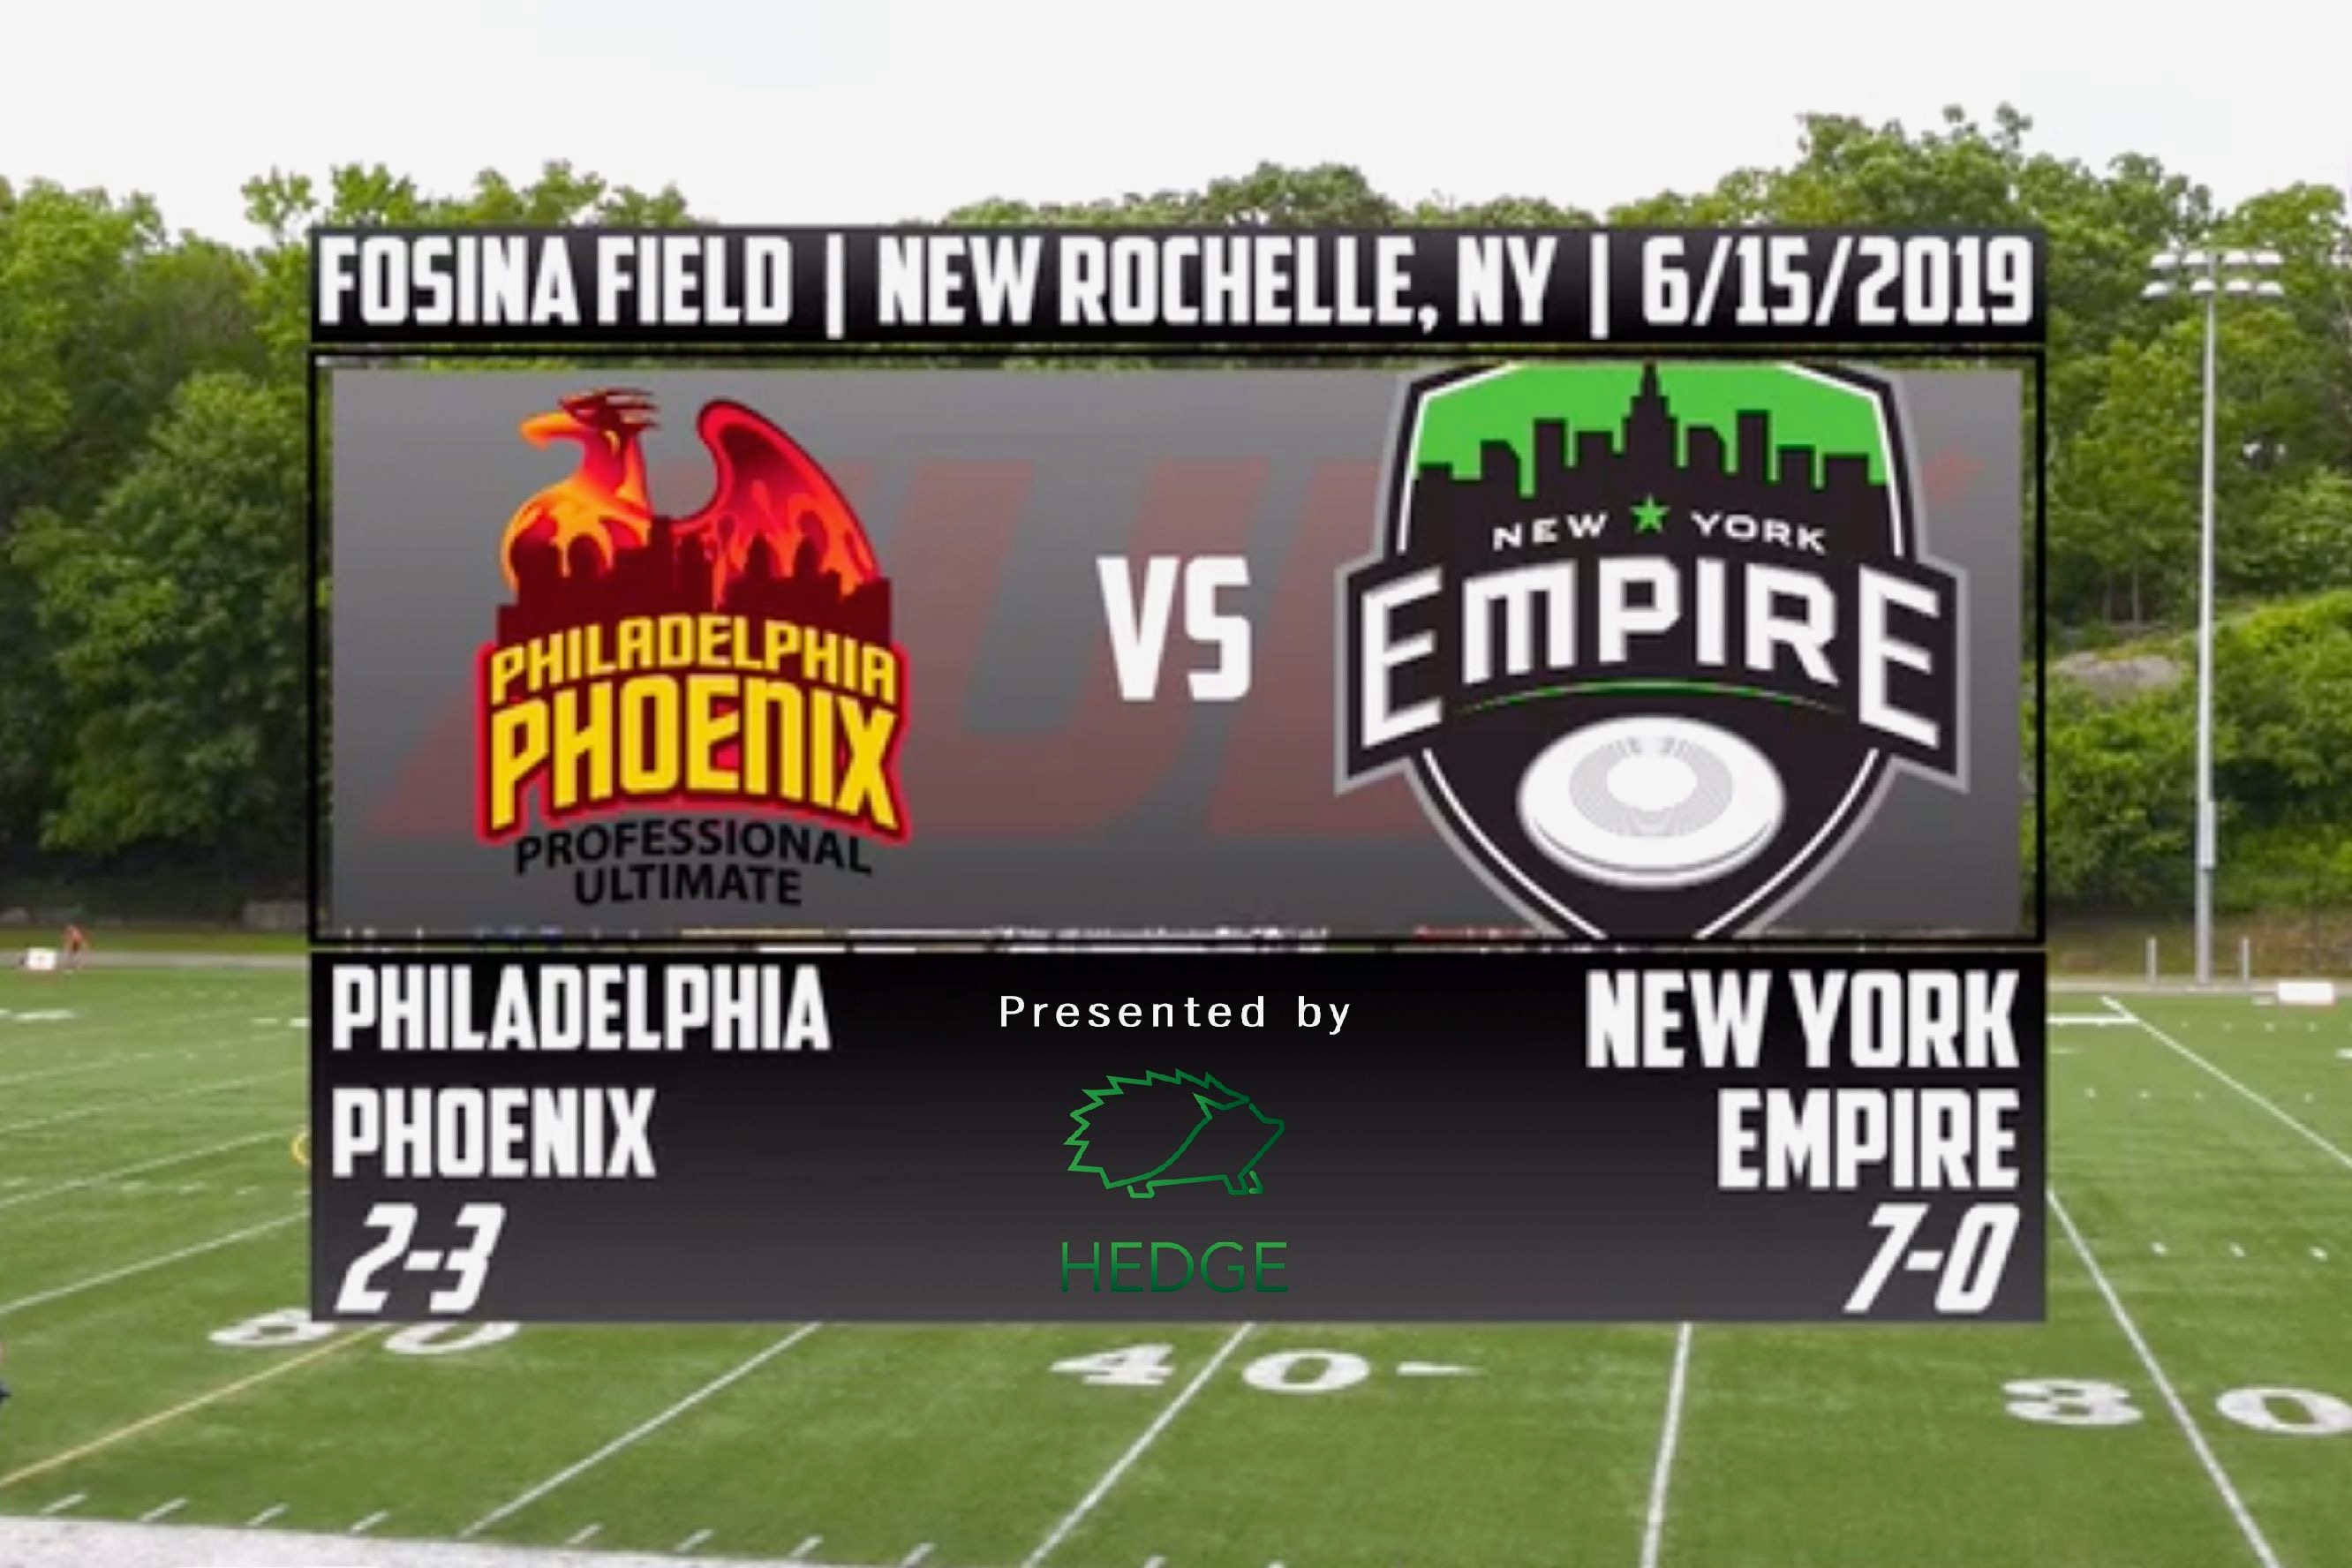 FOSINA FIELD | NEW ROCHELLE, NY | 6/15/2019
PHILADELPHIA
PHOENIX
PROFESSIONAL
ULTIMATE
VS
NEW ★ YORK
EMPIRE
PHILADELPHIA
PHOENIX
2-3
Presented by
HEDGE
NEW YORK
EMPIRE
7-0
50
40
30